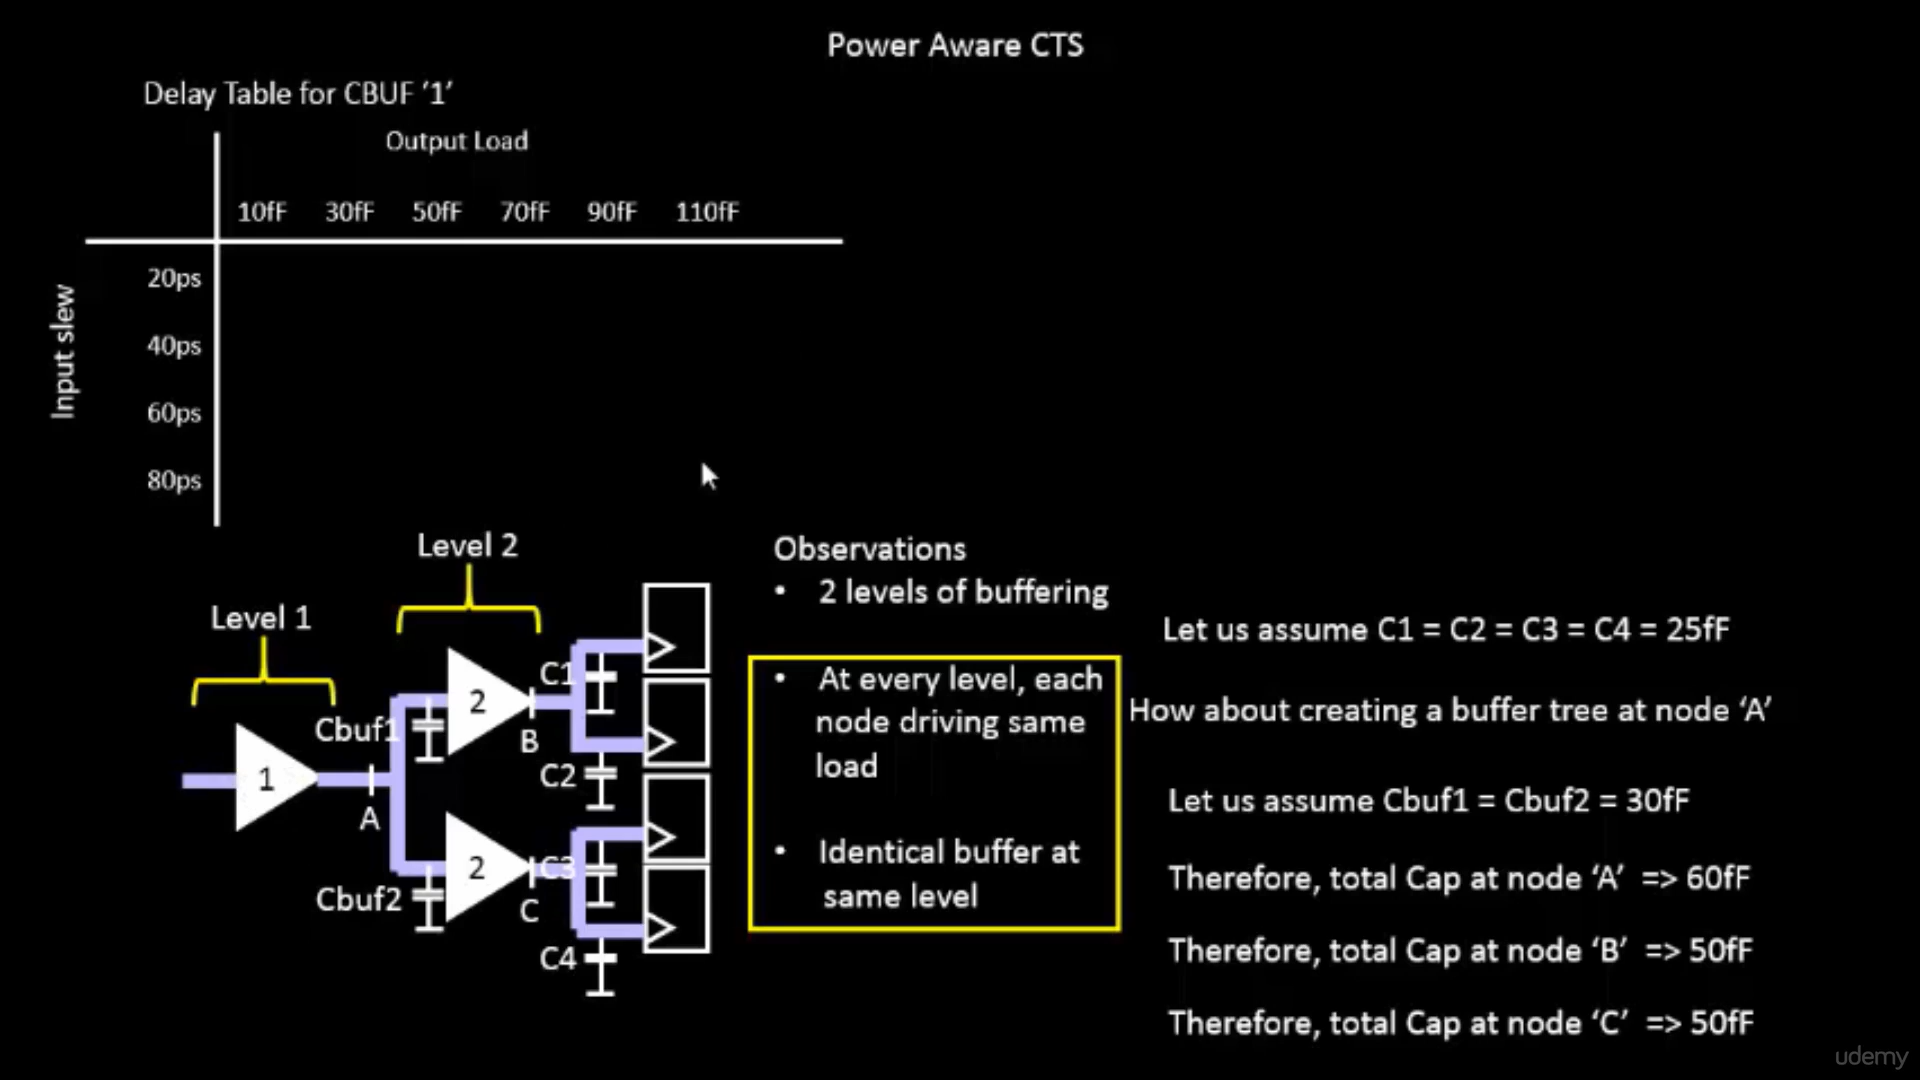 Power Aware CTS
Delay Table for CBUF ‘1’
Output Load
10fF 30fF 50fF 70fF 90fF 110fF
Input slew
20ps
40ps
60ps
80ps
Level 2
Level 1
Cbuf1
1
A
2
B
Cbuf2
2
C
C1
C2
C3
C4
Observations
• 2 levels of buffering
• At every level, each
node driving same
load
• Identical buffer at
same level
Let us assume C1 = C2 = C3 = C4 = 25fF
How about creating a buffer tree at node ‘A’
Let us assume Cbuf1 = Cbuf2 = 30fF
Therefore, total Cap at node ‘A’ => 60fF
Therefore, total Cap at node ‘B’ => 50fF
Therefore, total Cap at node ‘C’ => 50fF
udemy